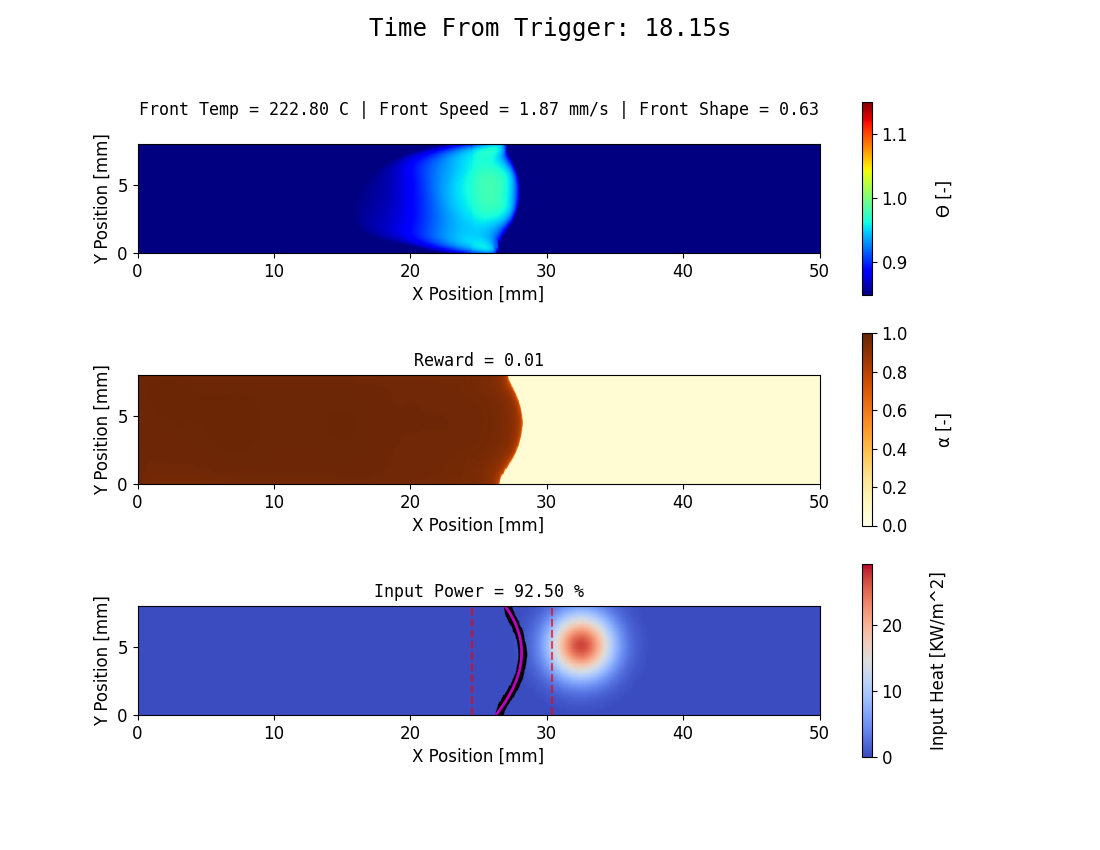 Time From Trigger: 18.15s
Front Temp = 222.80 C | Front Speed = 1.87 mm/s | Front Shape = 0.63
Y Position [mm]
5
0
0 10 20 30 40 50
X Position [mm]
1.1
1.0
0.9
Θ [-]
Reward = 0.01
Y Position [mm]
5
0
0 10 20 30 40 50
X Position [mm]
1.0
0.8
0.6
0.4
0.2
0.0
α [-]
Input Power = 92.50 %
Y Position [mm]
5
0
0 10 20 30 40 50
X Position [mm]
20
10
0
Input Heat [KW/m^2]